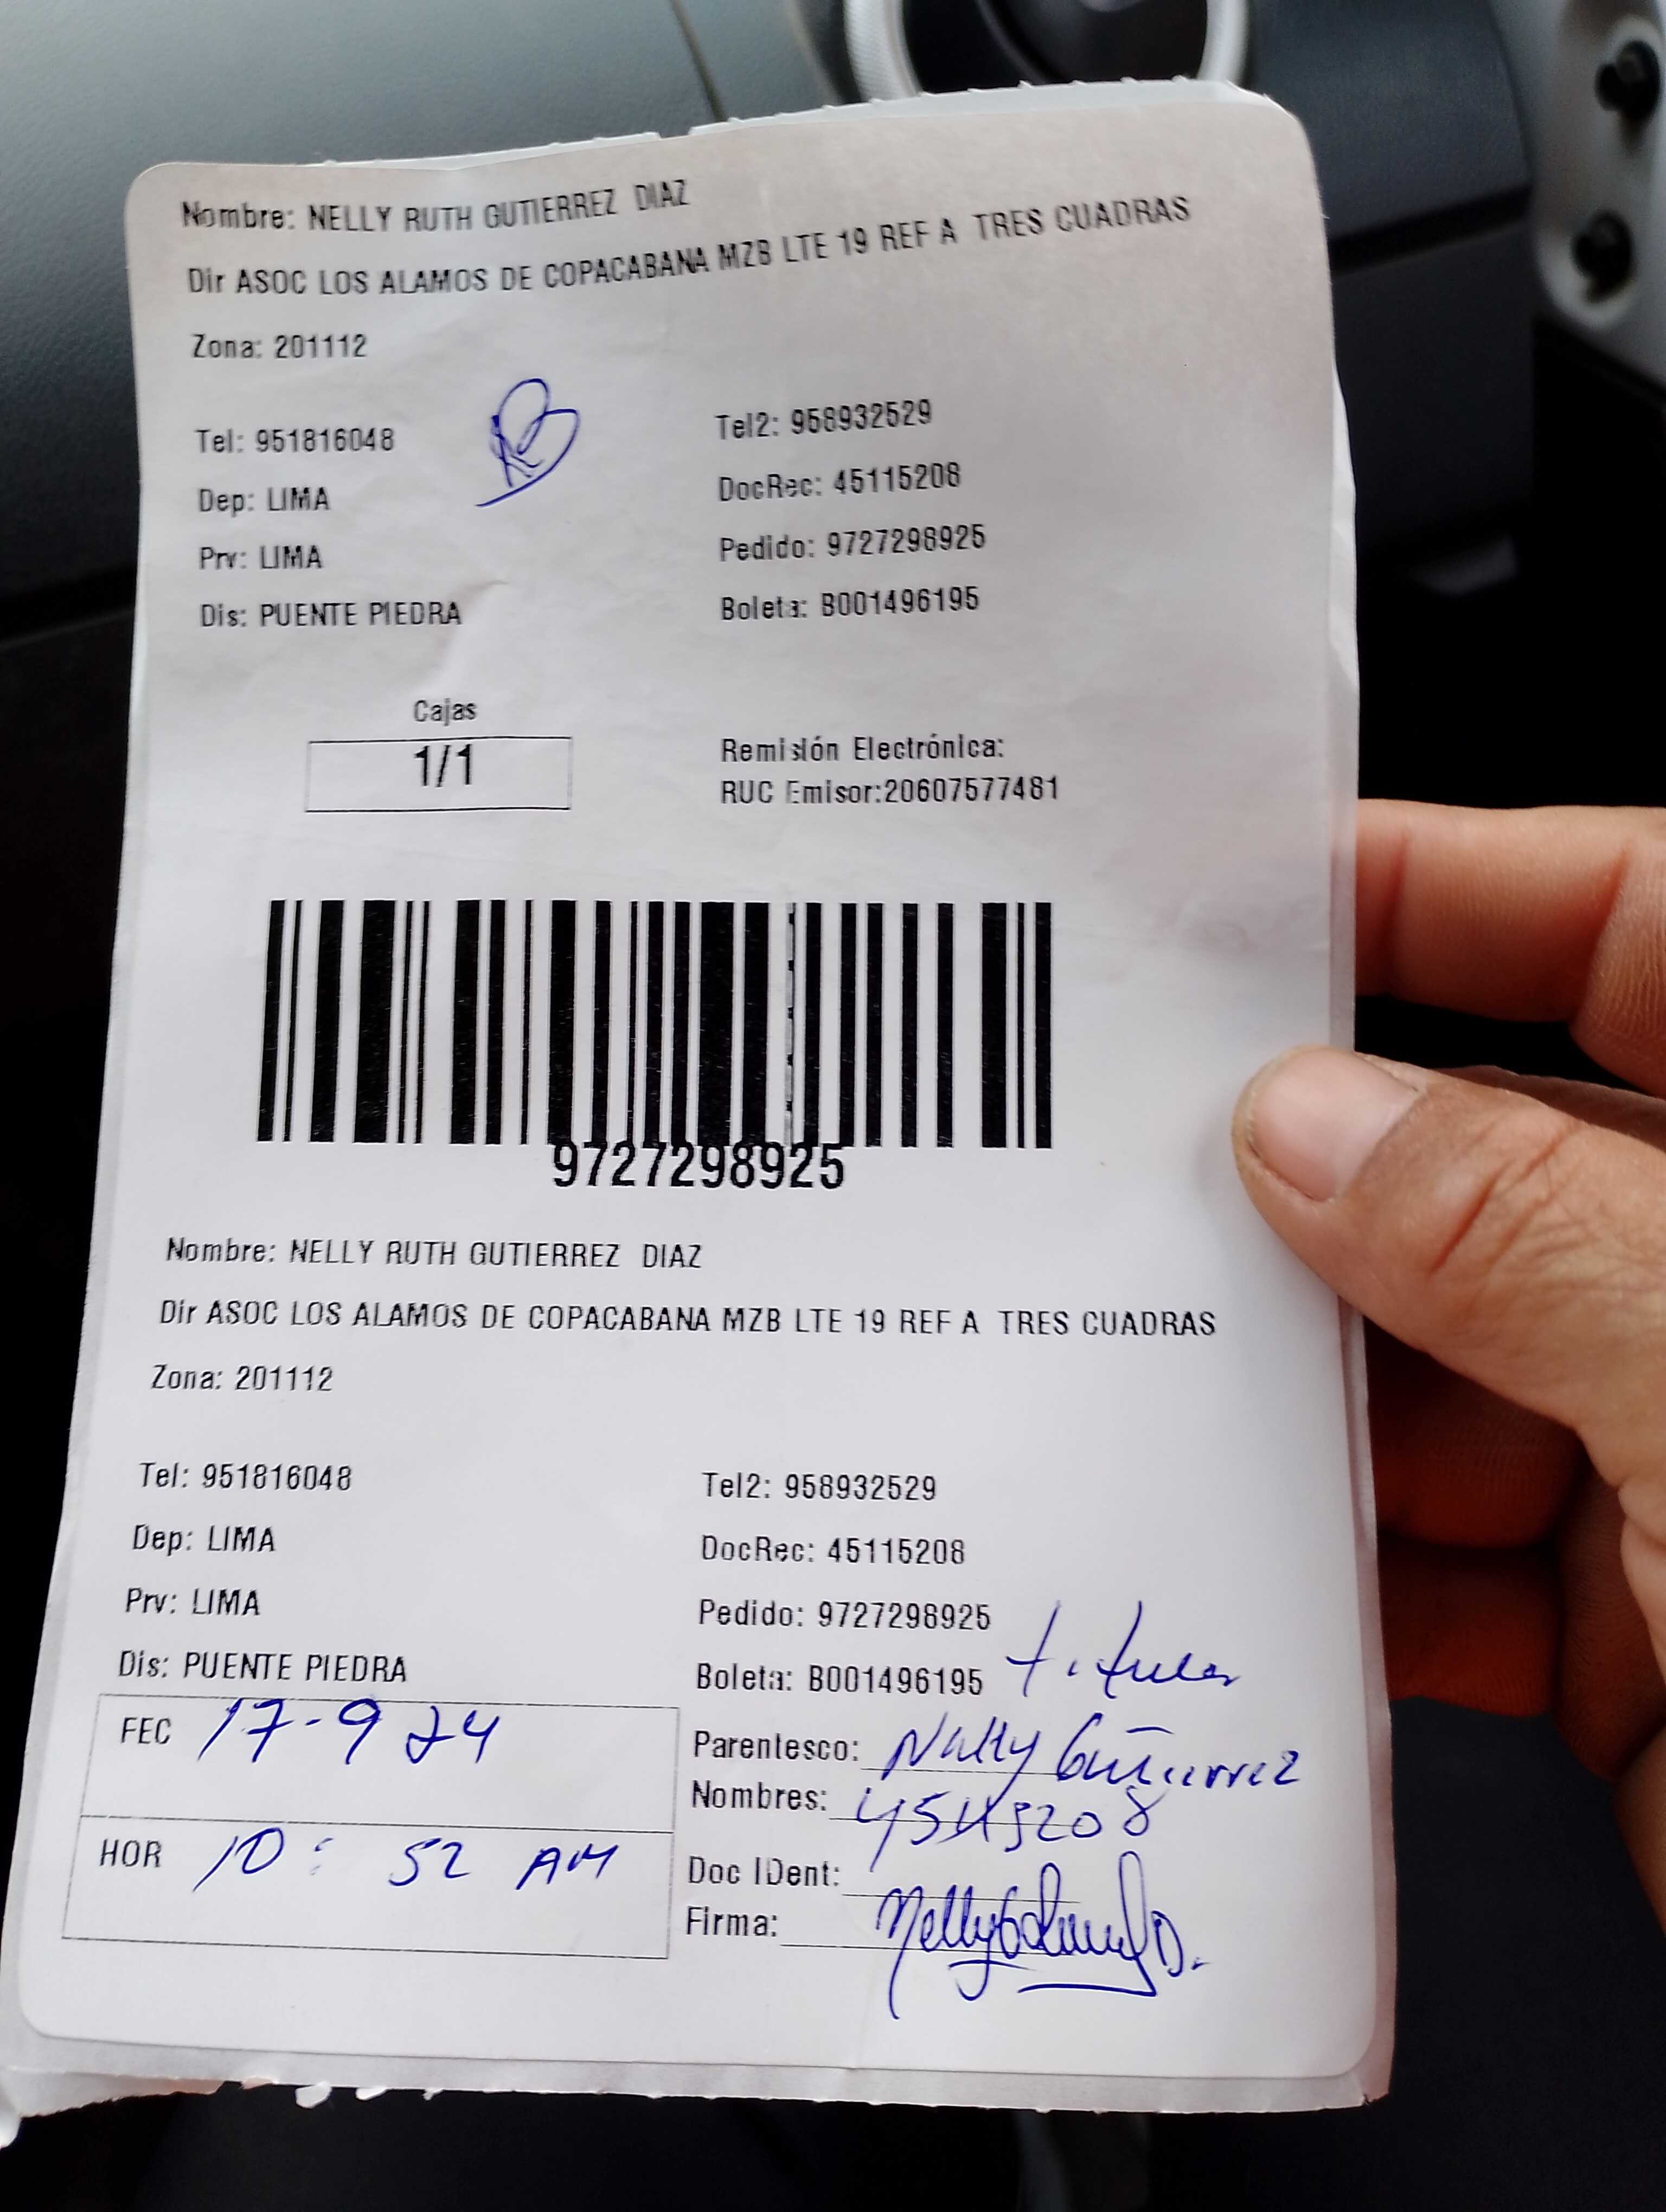 Nombre: NELLY RUTH GUTIERREZ DIAZ
Dir ASOC LOS ALAMOS DE COPACABANA MZB LTE 19 REF A TRES CUADRAS
Zona: 201112
Tel: 951816048 Tel2: 958932529
Dep: LIMA DocRec: 45115208
Prv: LIMA Pedido: 9727298925
Dis: PUENTE PIEDRA Boleta: B001496195
Cajas
1/1
Remisión Electrónica:
RUC Emisor:20607577481
9727298925
Nombre: NELLY RUTH GUTIERREZ DIAZ
Dir ASOC LOS ALAMOS DE COPACABANA MZB LTE 19 REF A TRES CUADRAS
Zona: 201112
Tel: 951816048 Tel2: 958932529
Dep: LIMA DocRec: 45115208
Prv: LIMA Pedido: 9727298925
Dis: PUENTE PIEDRA Boleta: B001496195 titular
FEC 17-9 24
HOR 10: 52 AM
Parentesco: Nelly Gutierrez
Nombres: 45115208
Doc IDent:
Firma: